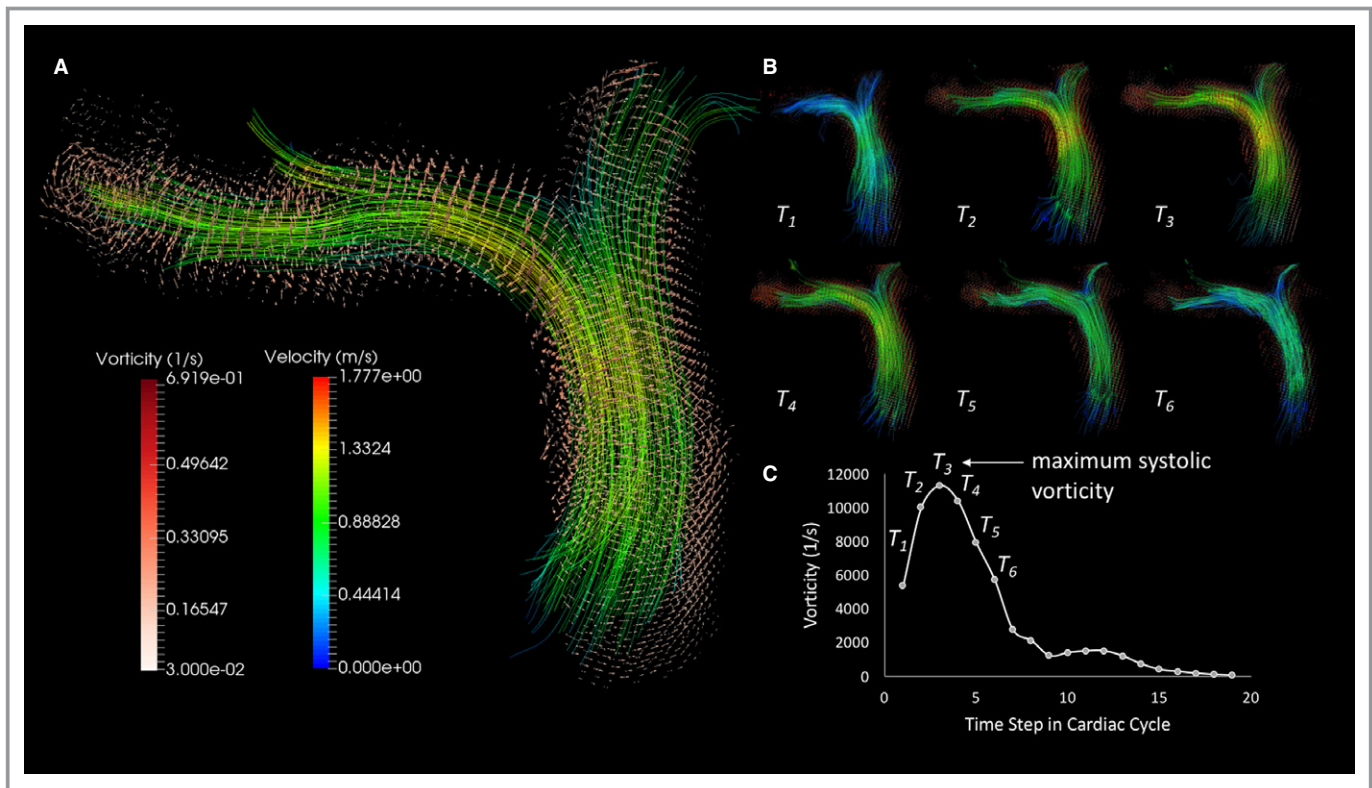 A
Vorticity (1/s)
6.919e-01
0.49642
0.33095
0.16547
3.000e-02
Velocity (m/s)
1.777e+00
1.3324
0.88828
0.44414
0.000e+00
B
T1
T2
T3
T4
T5
T6
C
T3 ← maximum systolic
vorticity
T2
T4
T1
T5
T6
Vorticity (1/s)
12000
10000
8000
6000
4000
2000
0
0 5 10 15 20
Time Step in Cardiac Cycle